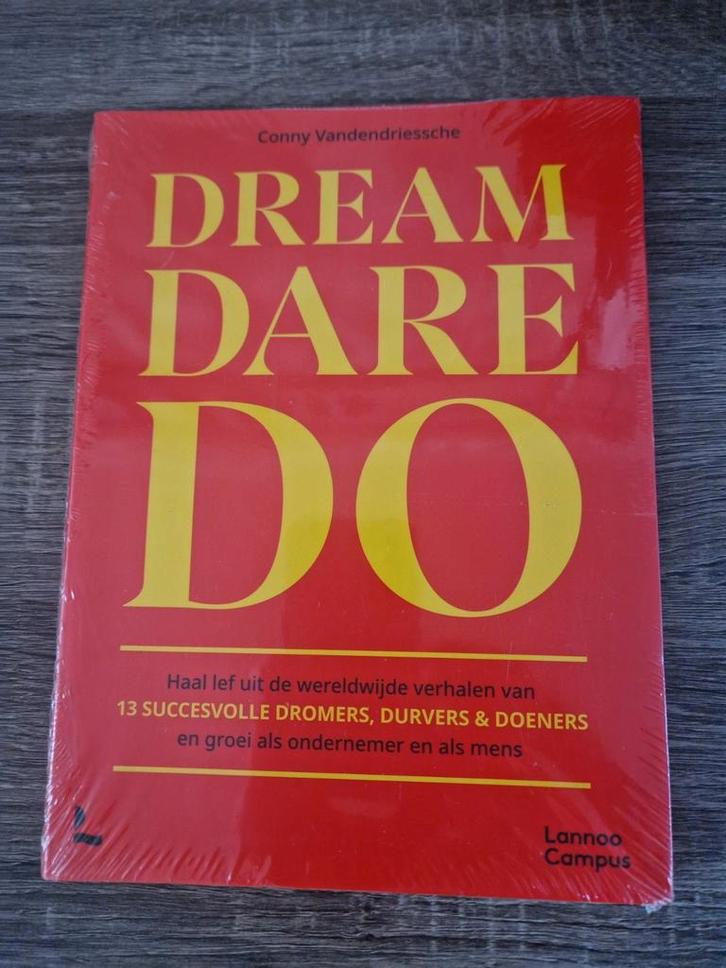 Conny Vandendriessche
DREAM
DARE
DO
Haal lef uit de wereldwijde verhalen van
13 SUCCESVOLLE DROMERS, DURVERS & DOENERS
en groei als ondernemer en als mens
Lannoo
Campus